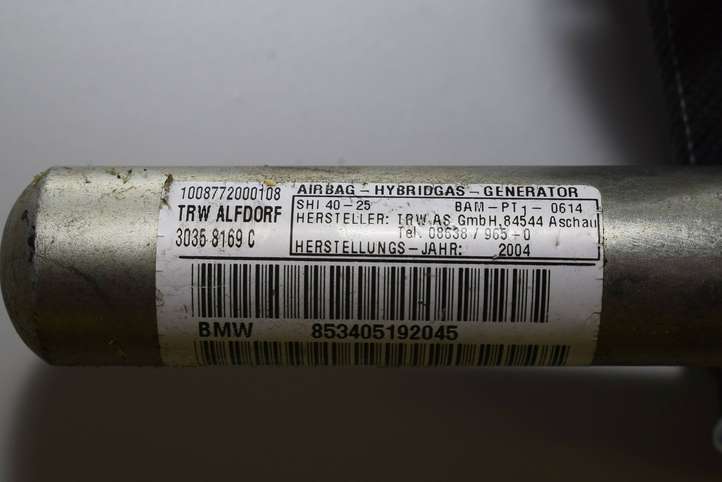 1008772000108
TRW ALFDORF
3036 8169 C
AIRBAG-HYBRIDGAS-GENERATOR
SHI 40-25 BAM-PT1-0614
HERSTELLER: TRW AS GmbH, 84544 Aschau
Tel. 08638 / 965-0
HERSTELLUNGS-JAHR: 2004
BMW 853405192045